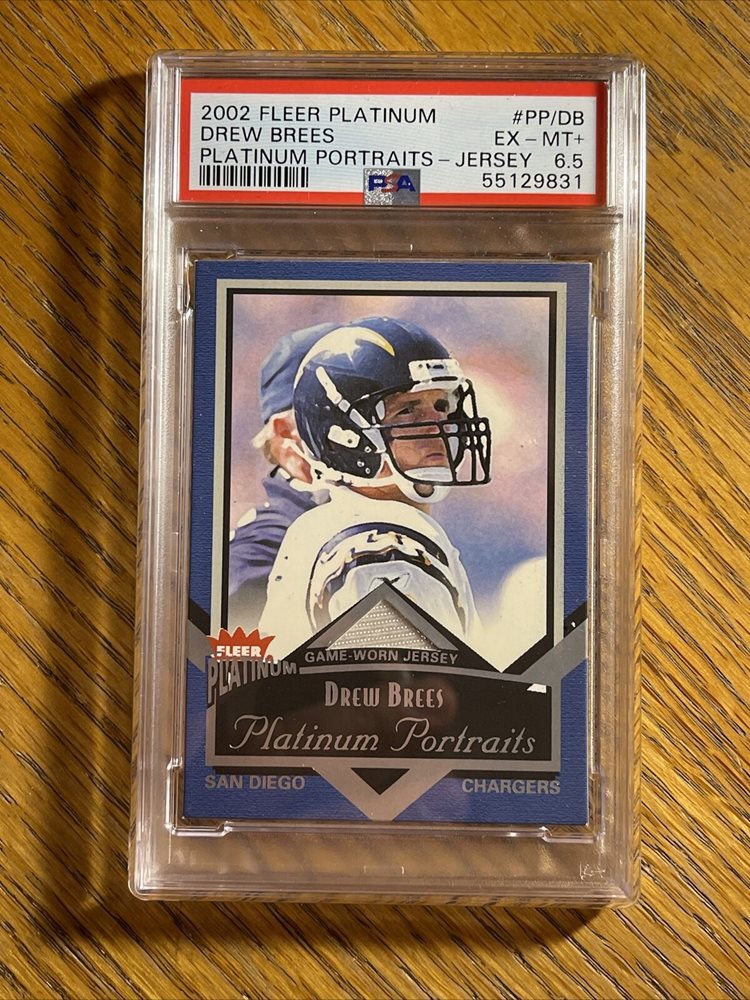 2002 FLEER PLATINUM #PP/DB
DREW BREES EX - MT+
PLATINUM PORTRAITS - JERSEY 6.5
PSA 55129831
FLEER
PLATINUM
GAME-WORN JERSEY
DREW BREES
Platinum Portraits
SAN DIEGO CHARGERS